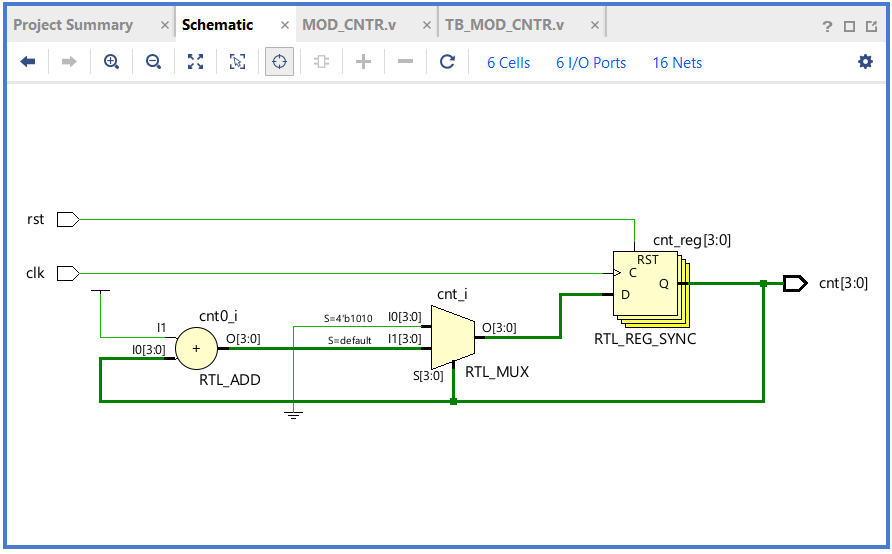 Project Summary × Schematic × MOD_CNTR.v × TB_MOD_CNTR.v ×
?
6 Cells 6 I/O Ports 16 Nets
rst
cnt_reg[3:0]
RST
clk
C
Q
cnt[3:0]
D
cnt_i
cnt0_i
S=4'b1010
I0[3:0]
I1
O[3:0]
O[3:0]
S=default
I1[3:0]
I0[3:0]
RTL_REG_SYNC
S[3:0]
RTL_MUX
RTL_ADD
+